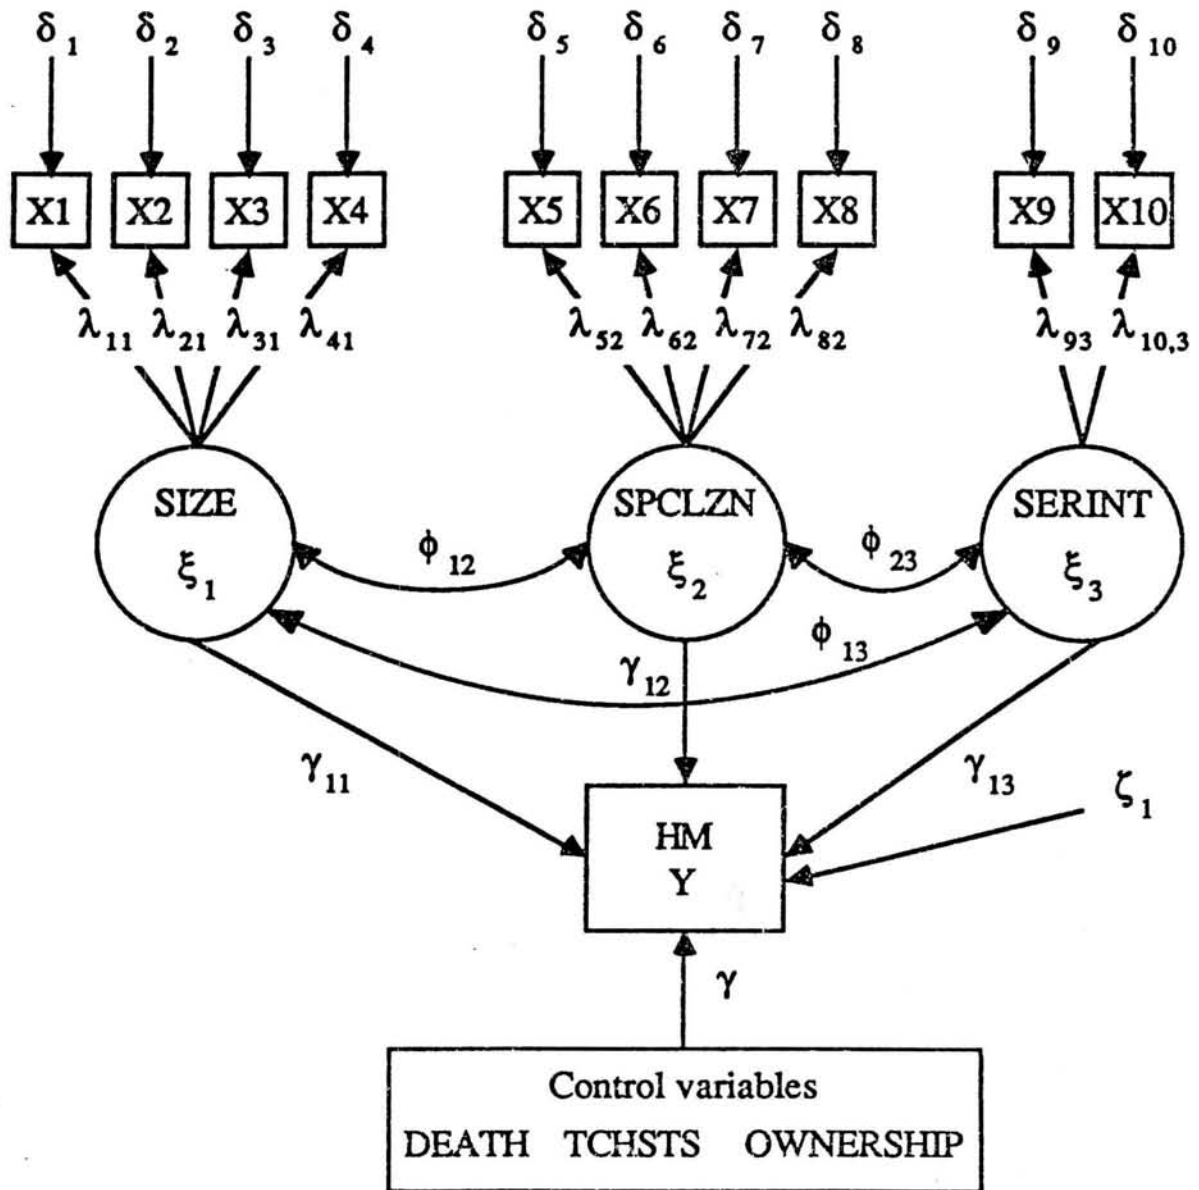 δ1 δ2 δ3 δ4 δ5 δ6 δ7 δ8 δ9 δ10
X1 X2 X3 X4 X5 X6 X7 X8 X9 X10
λ11 λ21 λ31 λ41 λ52 λ62 λ72 λ82 λ93 λ10,3
SIZE SPCLZN SERINT
ϕ12 ϕ23
ξ1 ξ2 ξ3
ϕ13
γ12
γ11 γ13 ζ1
HM
Y
γ
Control variables
DEATH TCHSTS OWNERSHIP